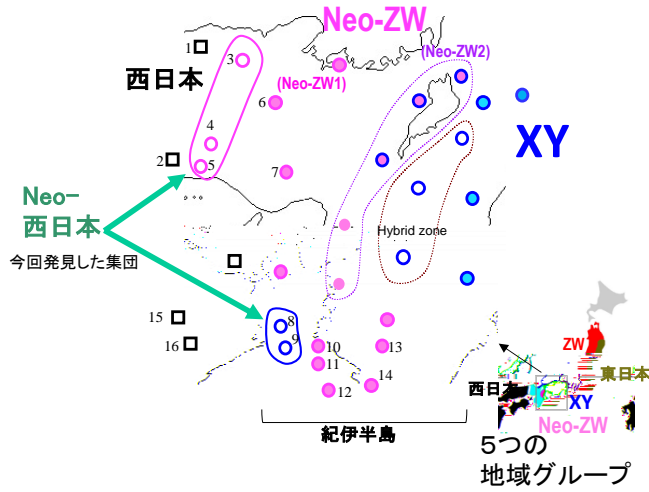 Neo-ZW
1
3
西日本
(Neo-ZW1)
(Neo-ZW2)
6
XY
4
2
5
7
Neo-
西日本
今回発見した集団
Hybrid zone
15
8
16
9
10
13
11
12
14
紀伊半島
ZW
東日本
西日本
XY
Neo-ZW
5つの
地域グループ